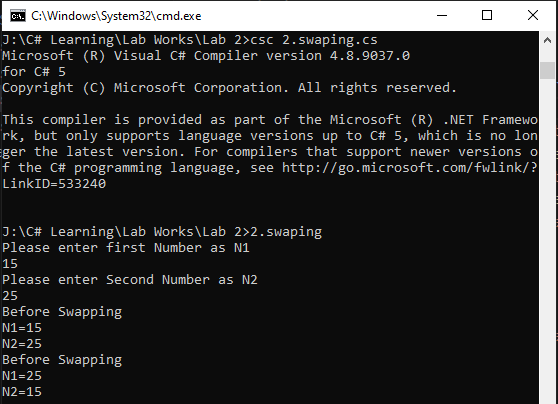 C:\Windows\System32\cmd.exe
J:\C# Learning\Lab Works\Lab 2>csc 2.swaping.cs
Microsoft (R) Visual C# Compiler version 4.8.9037.0
for C# 5
Copyright (C) Microsoft Corporation. All rights reserved.
This compiler is provided as part of the Microsoft (R) .NET Framewo
rk, but only supports language versions up to C# 5, which is no lon
ger the latest version. For compilers that support newer versions o
f the C# programming language, see http://go.microsoft.com/fwlink/?
LinkID=533240
J:\C# Learning\Lab Works\Lab 2>2.swaping
Please enter first Number as N1
15
Please enter Second Number as N2
25
Before Swapping
N1=15
N2=25
Before Swapping
N1=25
N2=15